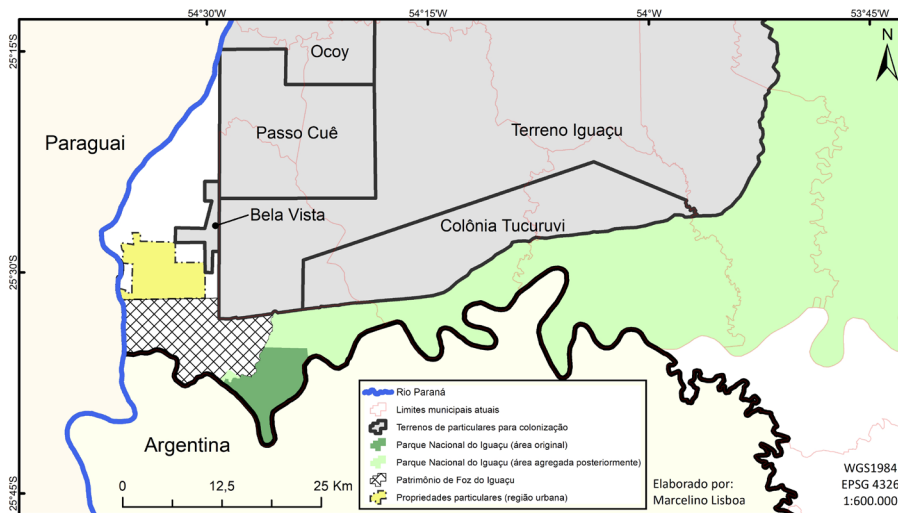 54°30'W
54°15'W
54°W
53°45'W
25°15'S
25°30'S
25°45'S
N
Ocoy
Paraguai
Passo Cuê
Terreno Iguaçu
Bela Vista
Colônia Tucuruvi
Argentina
Rio Paraná
Limites municipais atuais
Terrenos de particulares para colonização
Parque Nacional do Iguaçu (área original)
Parque Nacional do Iguaçu (área agregada posteriormente)
Patrimônio de Foz do Iguaçu
Propriedades particulares (região urbana)
0 12,5 25 Km
Elaborado por:
Marcelino Lisboa
WGS1984
EPSG 4326
1:600.000